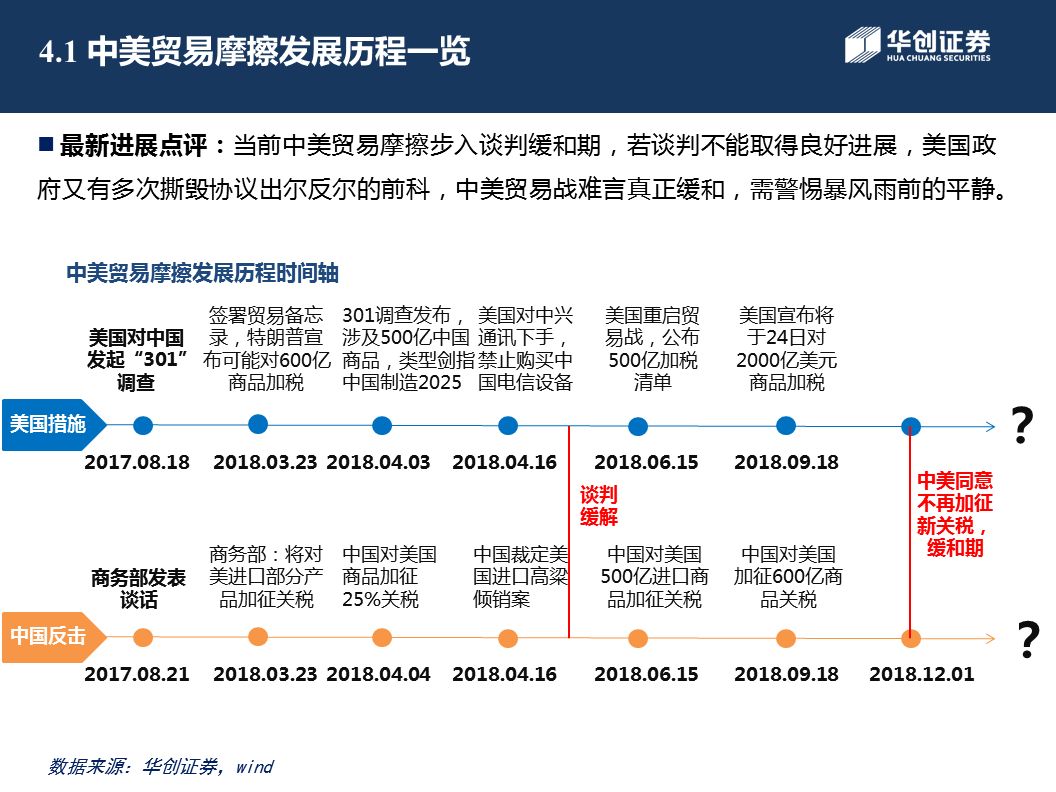 4.1 中美贸易摩擦发展历程一览
华创证券
HUA CHUANG SECURITIES
最新进展点评：当前中美贸易摩擦步入谈判缓和期，若谈判不能取得良好进展，美国政
府又有多次撕毁协议出尔反尔的前科，中美贸易战难言真正缓和，需警惕暴风雨前的平静。
中美贸易摩擦发展历程时间轴
美国对中国
发起“301”
调查
签署贸易备忘
录，特朗普宣
布可能对600亿
商品加税
301调查发布，
涉及500亿中国
商品，类型剑指
中国制造2025
美国对中兴
通讯下手，
禁止购买中
国电信设备
美国重启贸
易战，公布
500亿加税
清单
美国宣布将
于24日对
2000亿美元
商品加税
美国措施
?
2017.08.18
2018.03.23
2018.04.03
2018.04.16
2018.06.15
2018.09.18
谈判
缓解
中美同意
不再加征
新关税，
缓和期
商务部发表
谈话
商务部：将对
美进口部分产
品加征关税
中国对美国
商品加征
25%关税
中国裁定美
国进口高粱
倾销案
中国对美国
500亿进口商
品加征关税
中国对美国
加征600亿商
品关税
中国反击
?
2017.08.21
2018.03.23
2018.04.04
2018.04.16
2018.06.15
2018.09.18
2018.12.01
数据来源：华创证券，wind